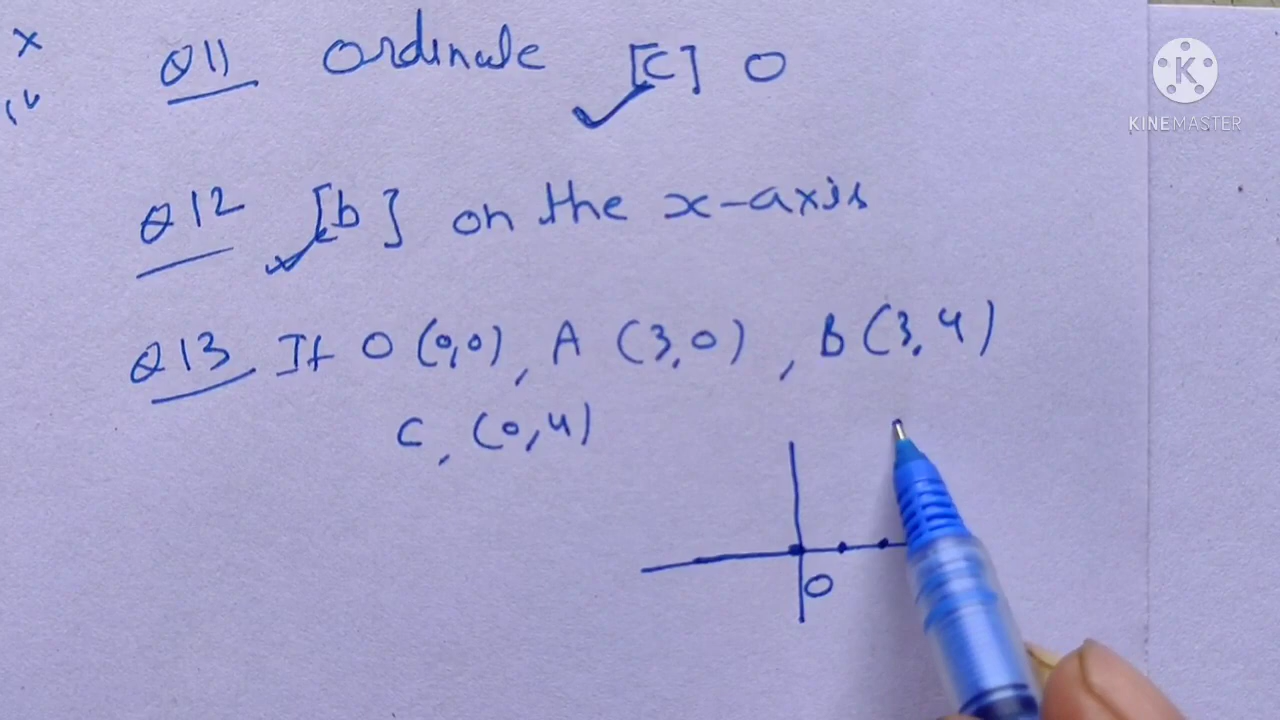 x
Q11 ordinate [c] 0
Q12 [b] on the x-axis
Q13 If O (0,0), A (3,0), B (3,4)
C, (0,4)
O
K
KINEMASTER